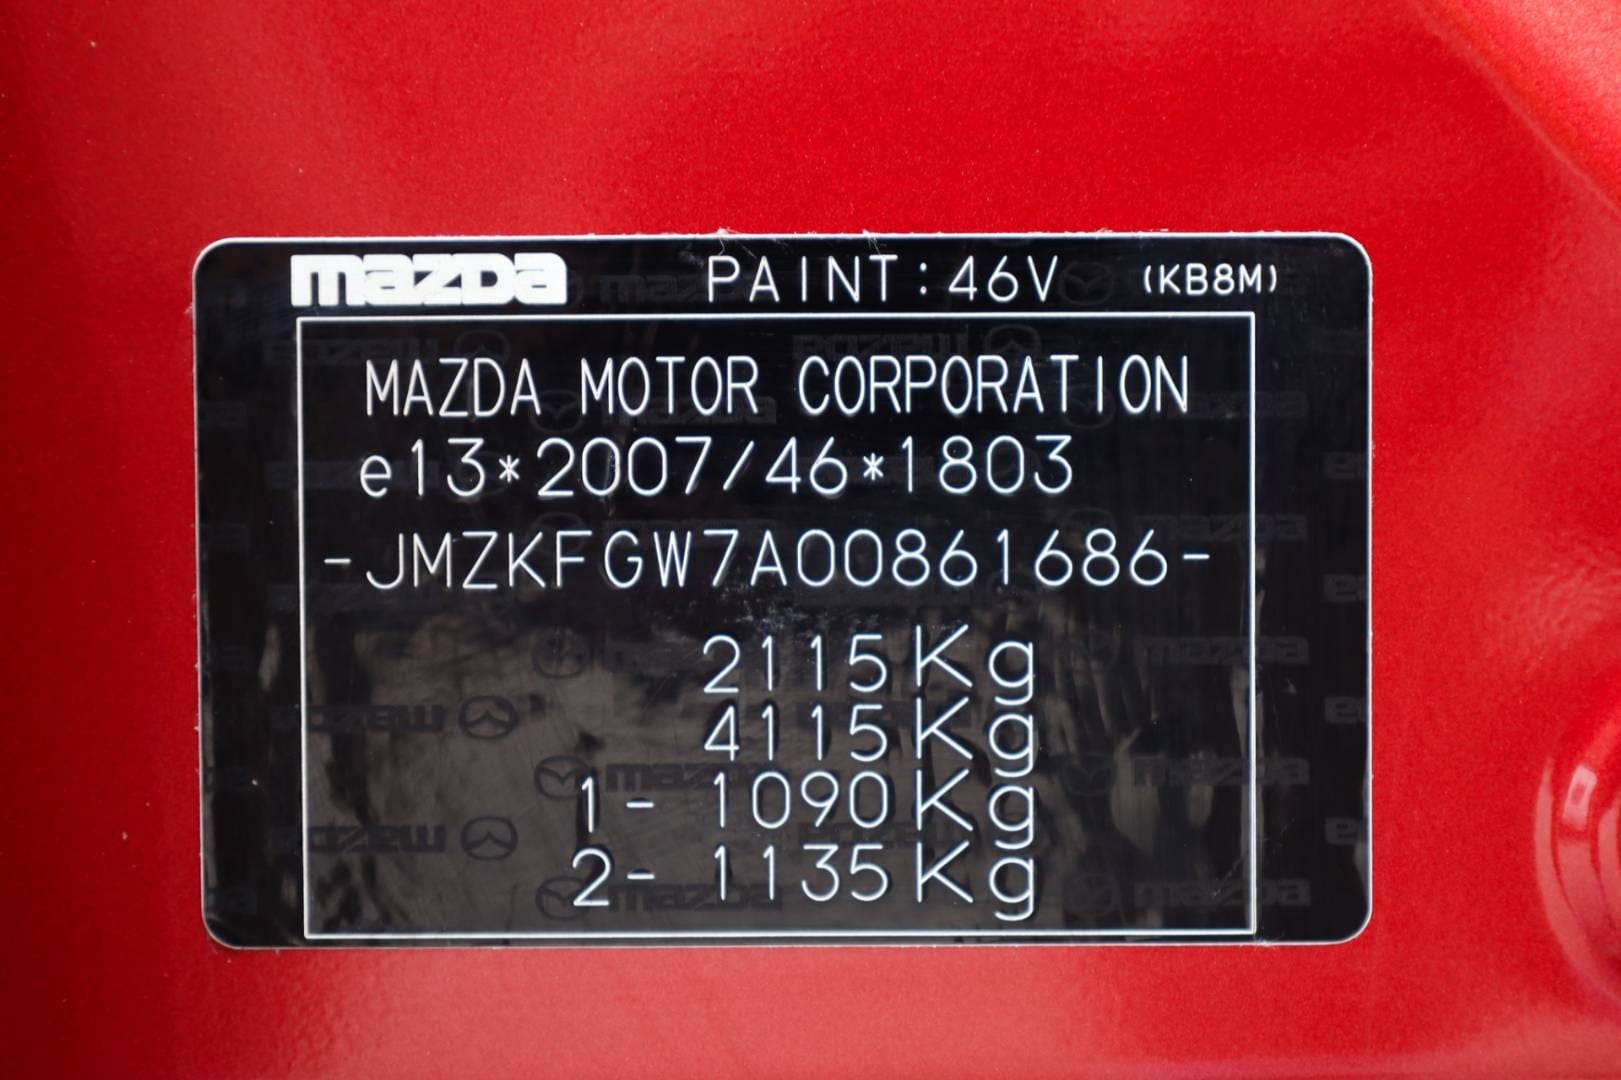 mazda PAINT:46V (KB8M)
MAZDA MOTOR CORPORATION
e13*2007/46*1803
-JMZKFGW7A00861686-
2115Kg
4115Kg
1- 1090Kg
2- 1135Kg